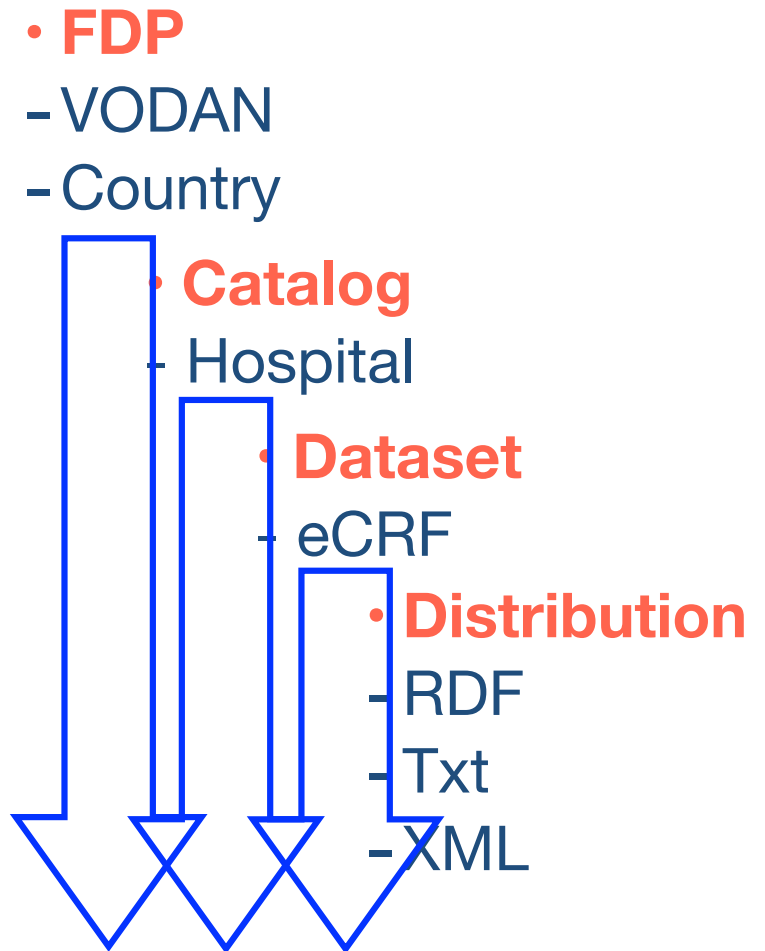 • FDP
- VODAN
- Country
• Catalog
- Hospital
• Dataset
- eCRF
• Distribution
- RDF
- Txt
- XML